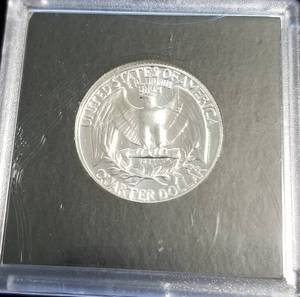 UNITED STATES OF AMERICA
QUARTER DOLLAR